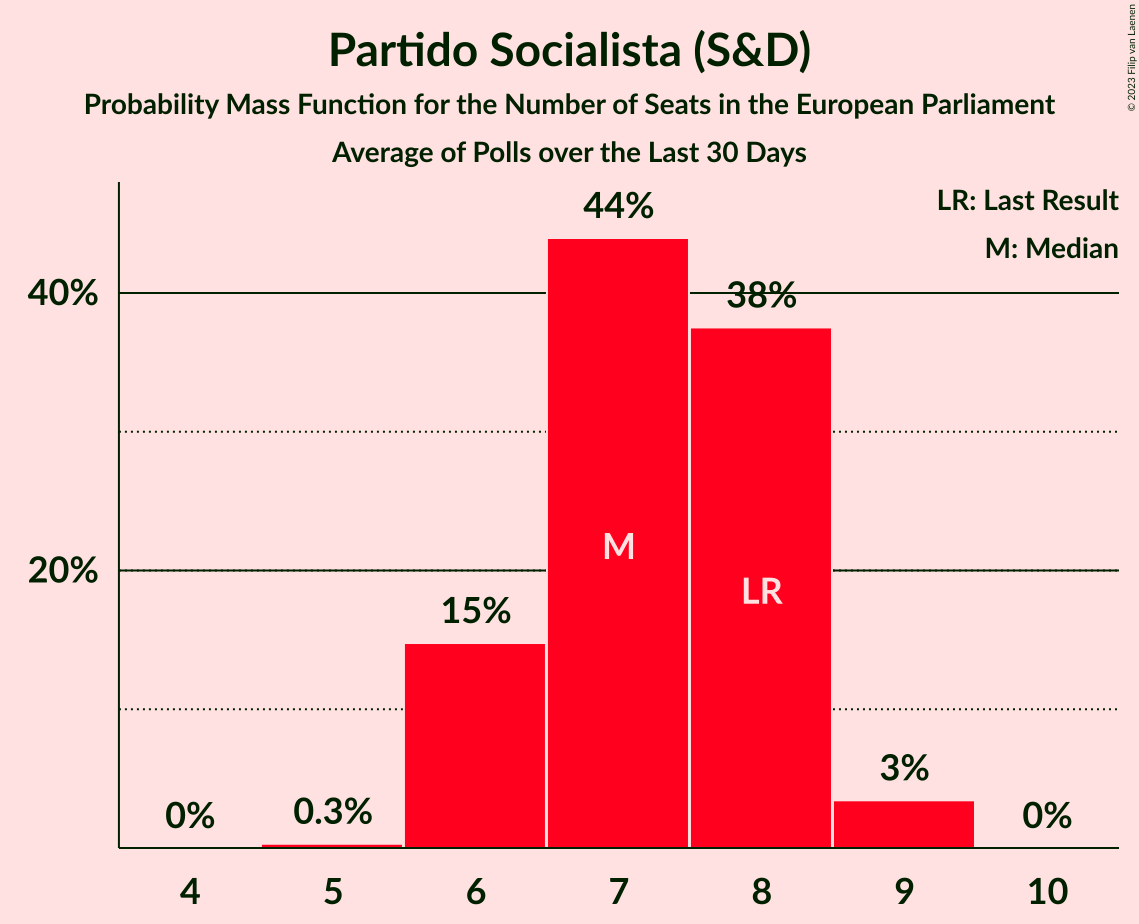 Partido Socialista (S&D)
Probability Mass Function for the Number of Seats in the European Parliament
Average of Polls over the Last 30 Days
© 2023 Filip van Laenen
LR: Last Result
M: Median
44%
40%
38%
M
20%
LR
15%
3%
0%
0.3%
0%
4 5 6 7 8 9 10